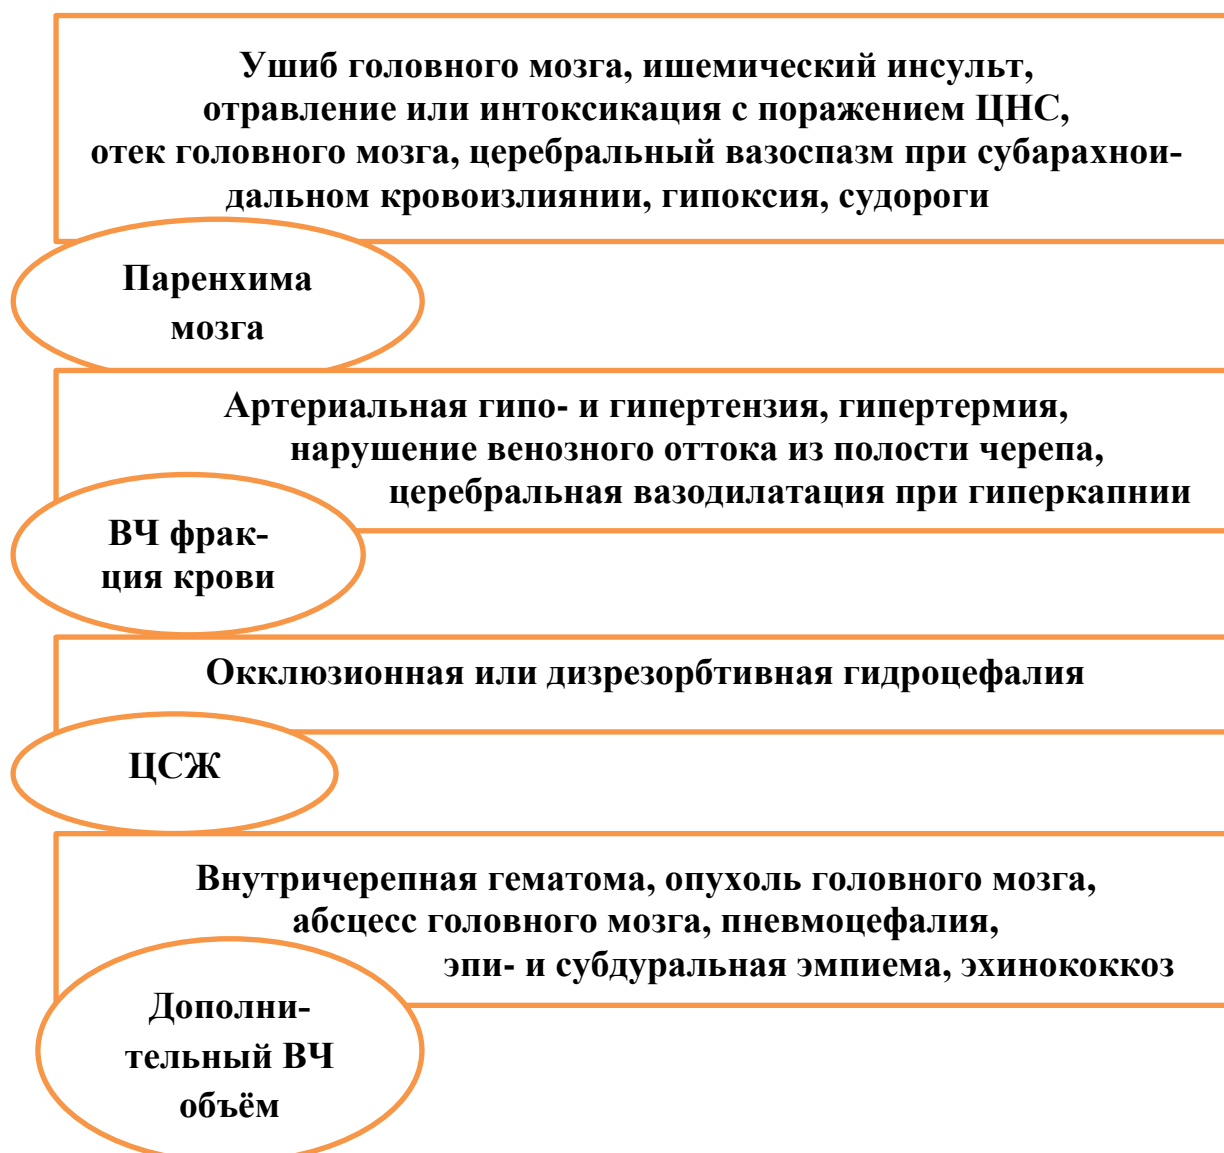 Ушиб головного мозга, ишемический инсульт,
отравление или интоксикация с поражением ЦНС,
отек головного мозга, церебральный вазоспазм при субарахнои-
дальном кровоизлиянии, гипоксия, судороги
Паренхима
мозга
Артериальная гипо- и гипертензия, гипертермия,
нарушение венозного оттока из полости черепа,
церебральная вазодилатация при гиперкапнии
ВЧ фрак-
ция крови
Окклюзионная или дизрезорбтивная гидроцефалия
ЦСЖ
Внутричерепная гематома, опухоль головного мозга,
абсцесс головного мозга, пневмоцефалия,
эпи- и субдуральная эмпиема, эхинококкоз
Дополни-
тельный ВЧ
объём